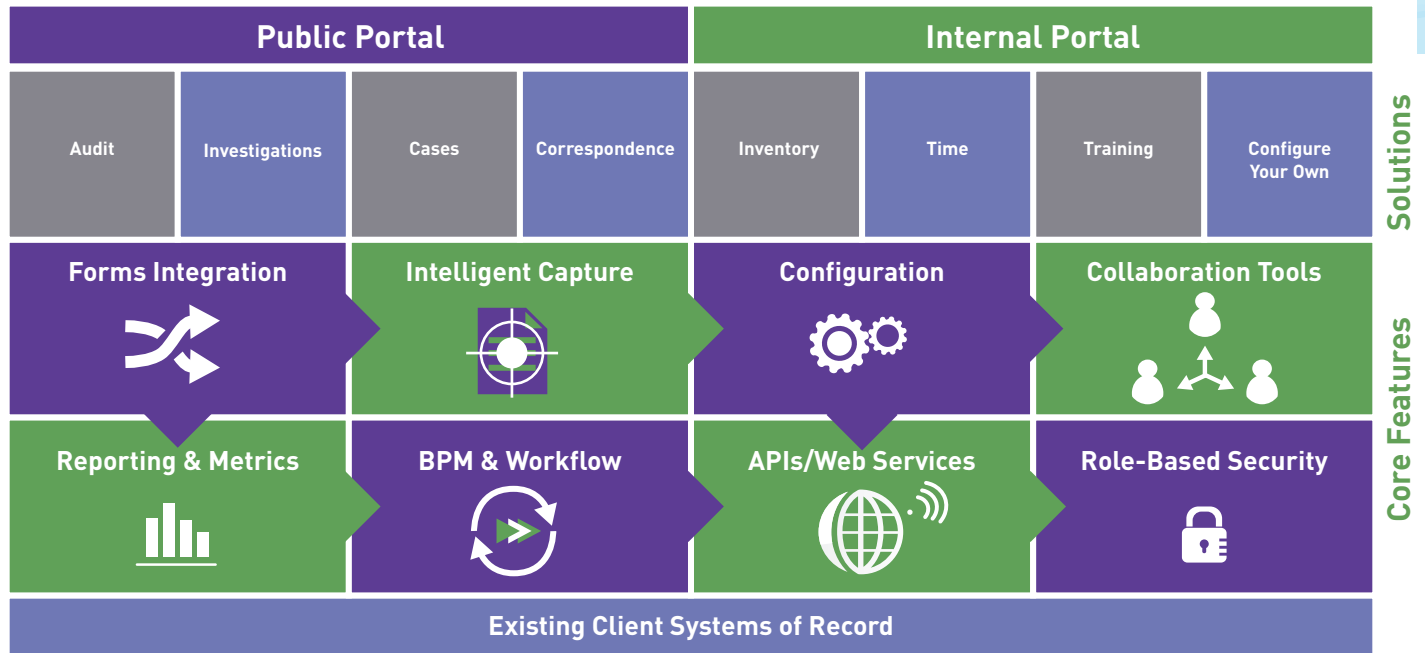 Public Portal
Internal Portal
Audit
Investigations
Cases
Correspondence
Inventory
Time
Training
Configure
Your Own
Solutions
Forms Integration
Intelligent Capture
Configuration
Collaboration Tools
Reporting & Metrics
BPM & Workflow
APIs/Web Services
Role-Based Security
Core Features
Existing Client Systems of Record